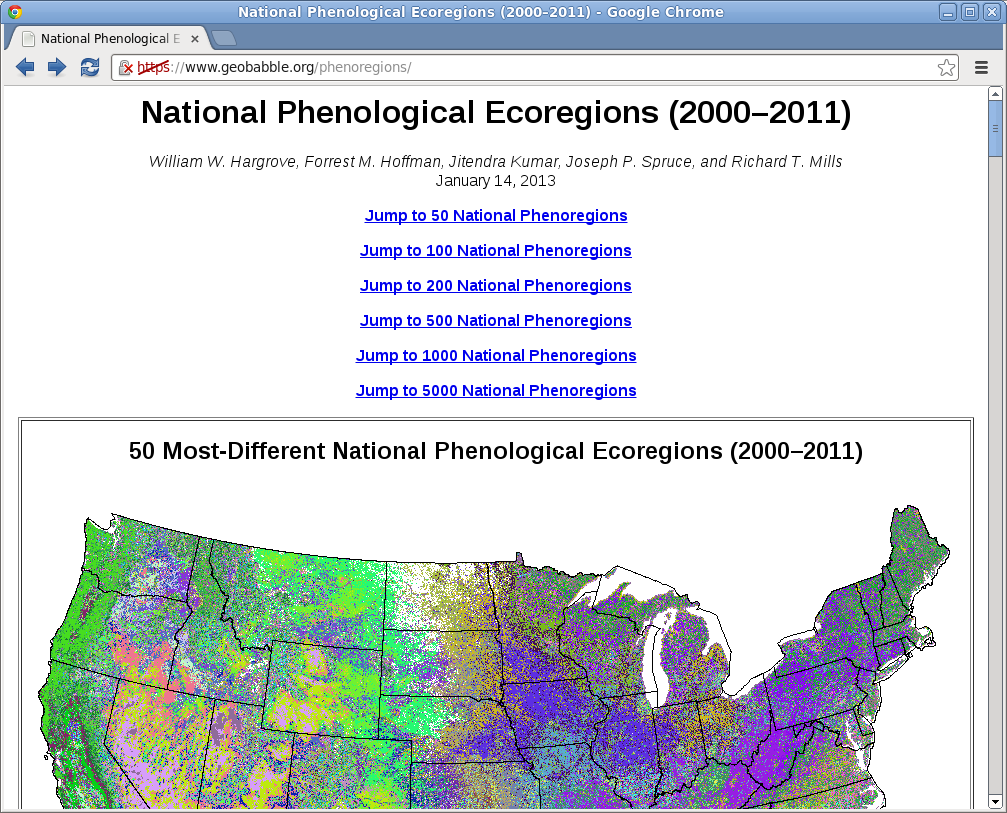 National Phenological Ecoregions (2000–2011) - Google Chrome
National Phenological E
https://www.geobabble.org/phenoregions/
National Phenological Ecoregions (2000–2011)
William W. Hargrove, Forrest M. Hoffman, Jitendra Kumar, Joseph P. Spruce, and Richard T. Mills
January 14, 2013
Jump to 50 National Phenoregions
Jump to 100 National Phenoregions
Jump to 200 National Phenoregions
Jump to 500 National Phenoregions
Jump to 1000 National Phenoregions
Jump to 5000 National Phenoregions
50 Most-Different National Phenological Ecoregions (2000–2011)